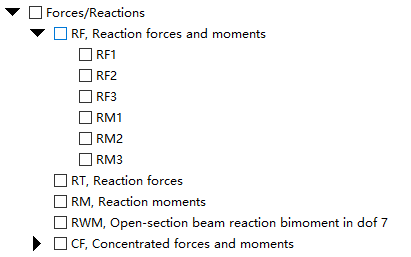 Forces/Reactions
RF, Reaction forces and moments
RF1
RF2
RF3
RM1
RM2
RM3
RT, Reaction forces
RM, Reaction moments
RWM, Open-section beam reaction bimoment in dof 7
CF, Concentrated forces and moments